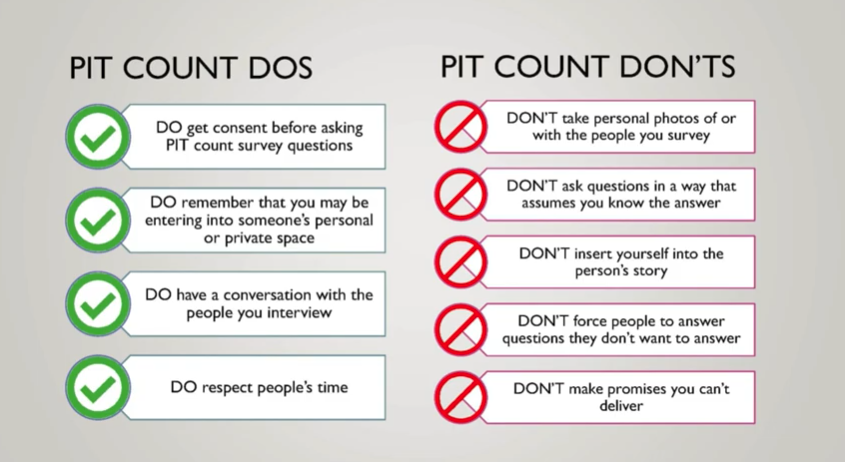 PIT COUNT DOS
DO get consent before asking
PIT count survey questions
DO remember that you may be
entering into someone's personal
or private space
DO have a conversation with the
people you interview
DO respect people's time
PIT COUNT DON'TS
DON'T take personal photos of or
with the people you survey
DON'T ask questions in a way that
assumes you know the answer
DON'T insert yourself into the
person's story
DON'T force people to answer
questions they don't want to answer
DON'T make promises you can't
deliver